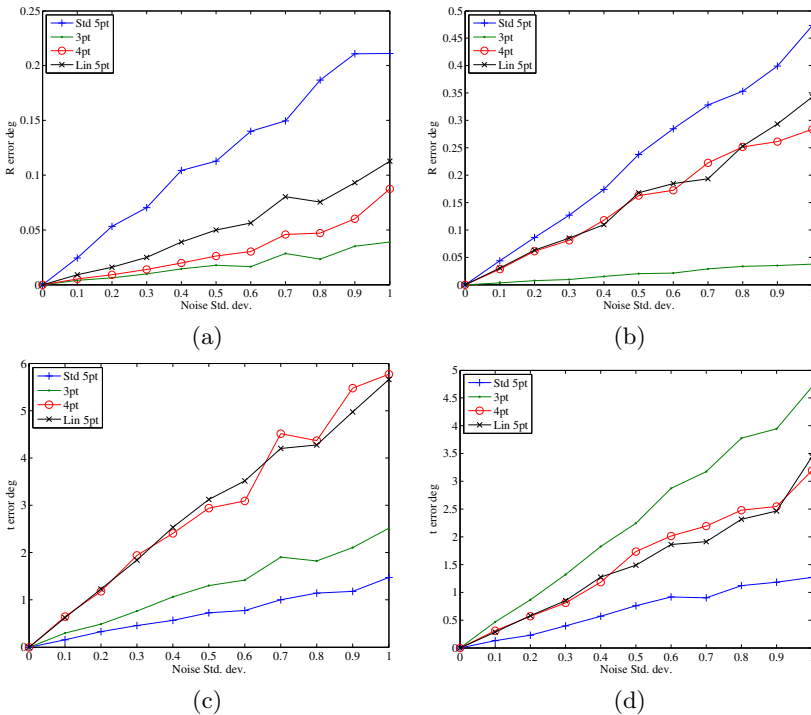 0.25
0.2
0.15
0.1
0.05
0
R error deg
Std 5pt
3pt
4pt
Lin 5pt
0 0.1 0.2 0.3 0.4 0.5 0.6 0.7 0.8 0.9 1
Noise Std. dev.
(a)
0.5
0.45
0.4
0.35
0.3
0.25
0.2
0.15
0.1
0.05
0
R error deg
Std 5pt
3pt
4pt
Lin 5pt
0 0.1 0.2 0.3 0.4 0.5 0.6 0.7 0.8 0.9
Noise Std. dev.
(b)
6
5
4
3
2
1
0
t error deg
Std 5pt
3pt
4pt
Lin 5pt
0 0.1 0.2 0.3 0.4 0.5 0.6 0.7 0.8 0.9 1
Noise Std. dev.
(c)
5
4.5
4
3.5
3
2.5
2
1.5
1
0.5
0
t error deg
Std 5pt
3pt
4pt
Lin 5pt
0 0.1 0.2 0.3 0.4 0.5 0.6 0.7 0.8 0.9
Noise Std. dev.
(d)